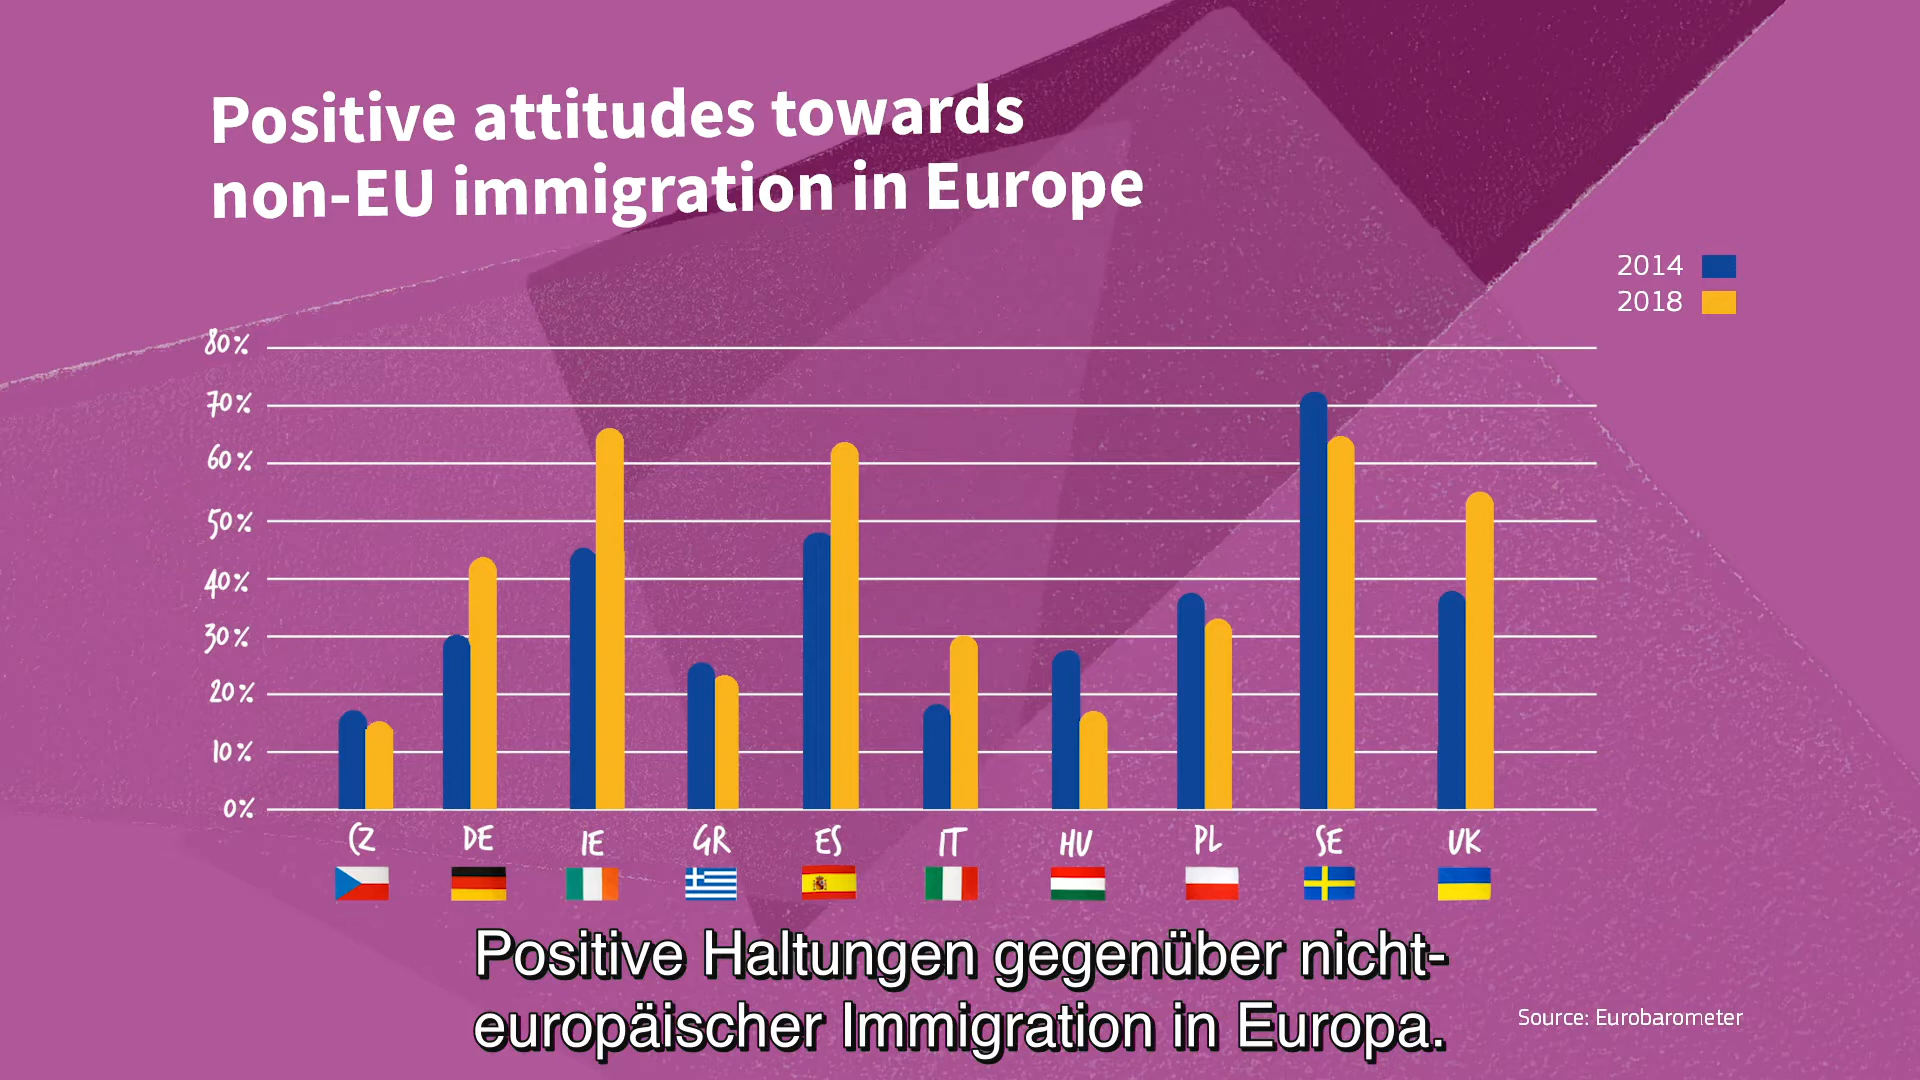 Positive attitudes towards
non-EU immigration in Europe
2014
2018
80%
70%
60%
50%
40%
30%
20%
10%
0%
CZ DE IE GR ES IT HU PL SE UK
Positive Haltungen gegenüber nicht-
europäischer Immigration in Europa.
Source: Eurobarometer